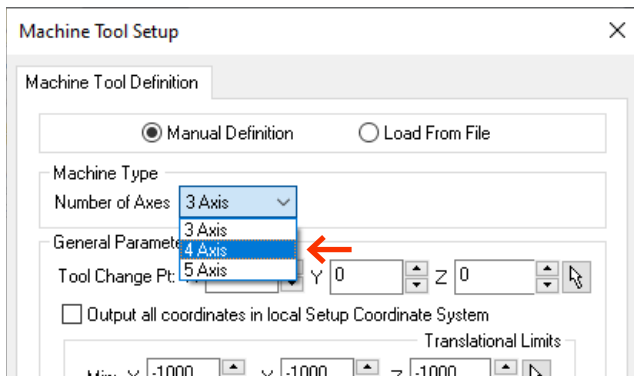 Machine Tool Setup
Machine Tool Definition
Manual Definition Load From File
Machine Type
Number of Axes 3 Axis
3 Axis
General Paramete 4 Axis
Tool Change Pt: 5 Axis Y 0 Z 0
Output all coordinates in local Setup Coordinate System
Translational Limits
Min: X -1000 Y -1000 Z -1000